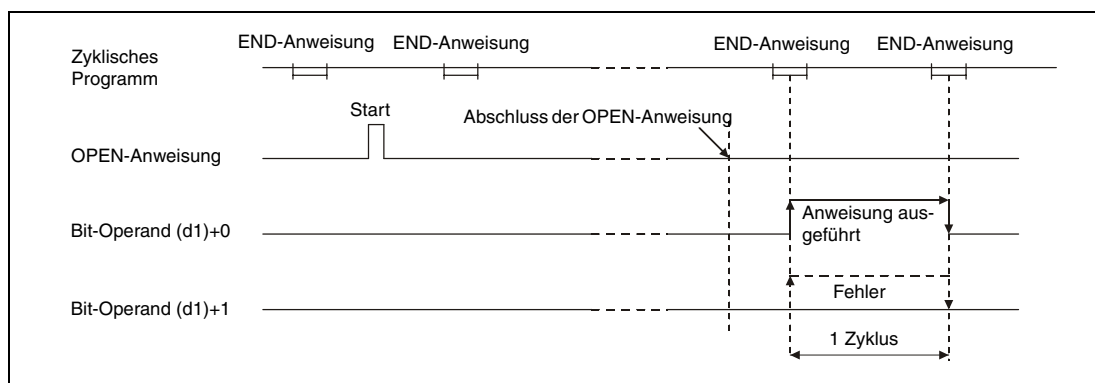 END-Anweisung END-Anweisung END-Anweisung END-Anweisung
Zyklisches
Programm
Start
Abschluss der OPEN-Anweisung
OPEN-Anweisung
Anweisung aus-
geführt
Bit-Operand (d1)+0
Fehler
Bit-Operand (d1)+1
1 Zyklus